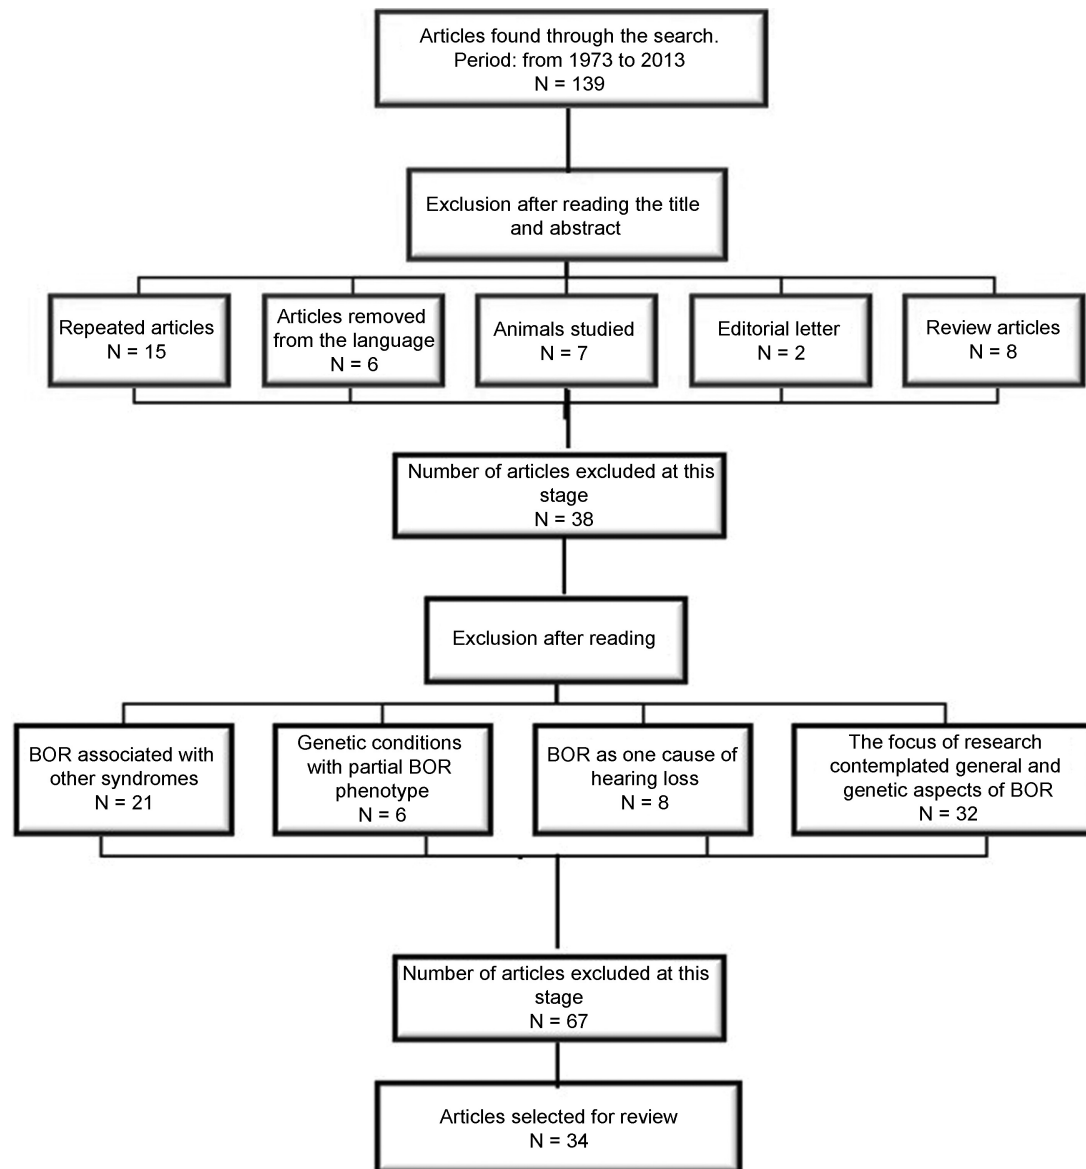 Articles found through the search.
Period: from 1973 to 2013
N = 139
Exclusion after reading the title
and abstract
Repeated articles
N = 15
Articles removed
from the language
N = 6
Animals studied
N = 7
Editorial letter
N = 2
Review articles
N = 8
Number of articles excluded at this
stage
N = 38
Exclusion after reading
BOR associated with
other syndromes
N = 21
Genetic conditions
with partial BOR
phenotype
N = 6
BOR as one cause of
hearing loss
N = 8
The focus of research
contemplated general and
genetic aspects of BOR
N = 32
Number of articles excluded at this
stage
N = 67
Articles selected for review
N = 34